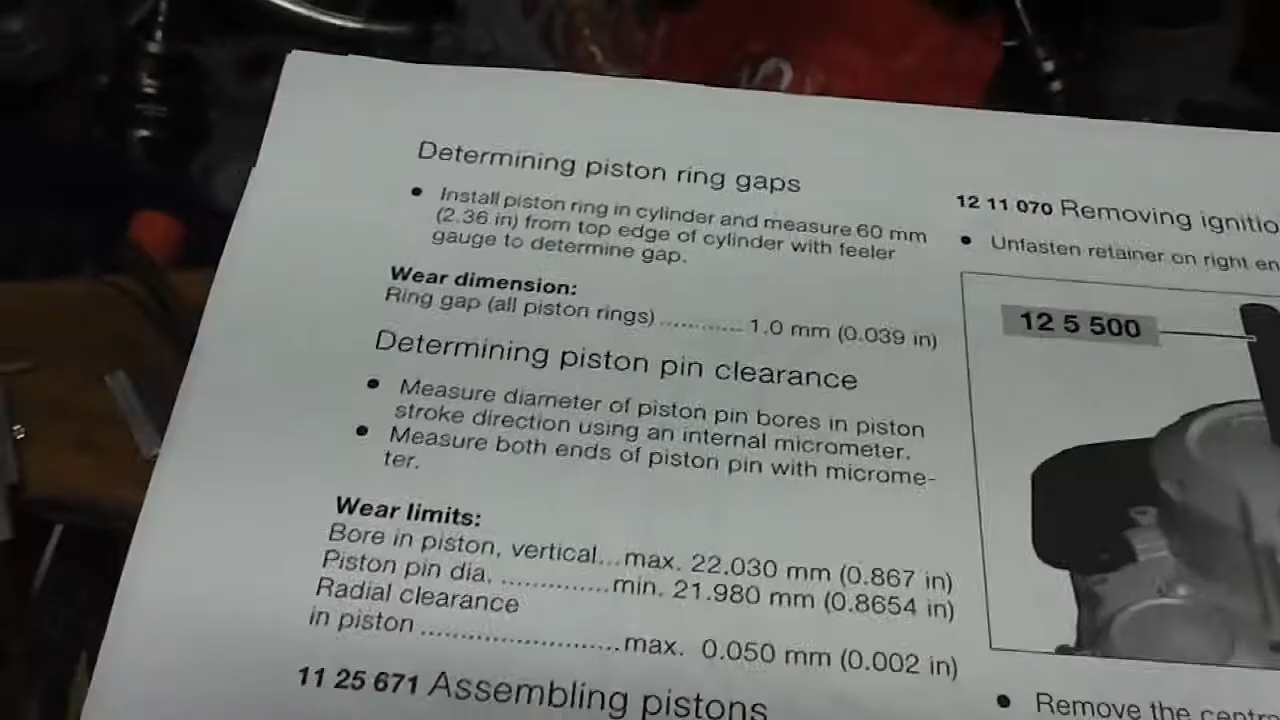 Determining piston ring gaps
• Install piston ring in cylinder and measure 60 mm
(2.36 in) from top edge of cylinder with feeler
gauge to determine gap.
Wear dimension:
Ring gap (all piston rings)............ 1.0 mm (0.039 in)
Determining piston pin clearance
• Measure diameter of piston pin bores in piston
stroke direction using an internal micrometer.
• Measure both ends of piston pin with microme-
ter.
Wear limits:
Bore in piston, vertical...max. 22.030 mm (0.867 in)
Piston pin dia. ..............min. 21.980 mm (0.8654 in)
Radial clearance
in piston .........................max. 0.050 mm (0.002 in)
11 25 671 Assembling pistons
12 11 070 Removing ignitio
• Unfasten retainer on right en
12 5 500
• Remove the centr